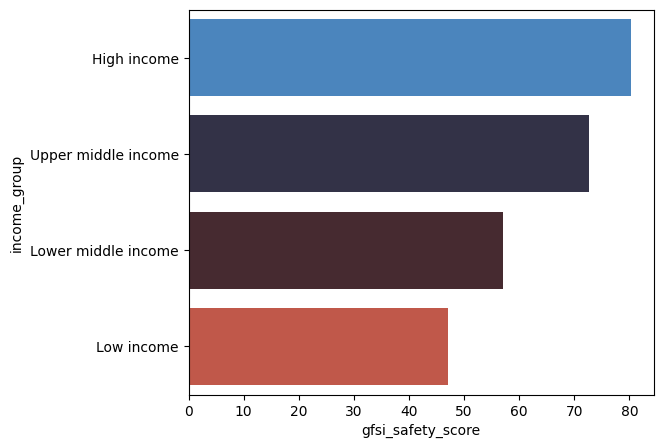 High income
Upper middle income
Lower middle income
Low income
income_group
0 10 20 30 40 50 60 70 80
gfsi_safety_score